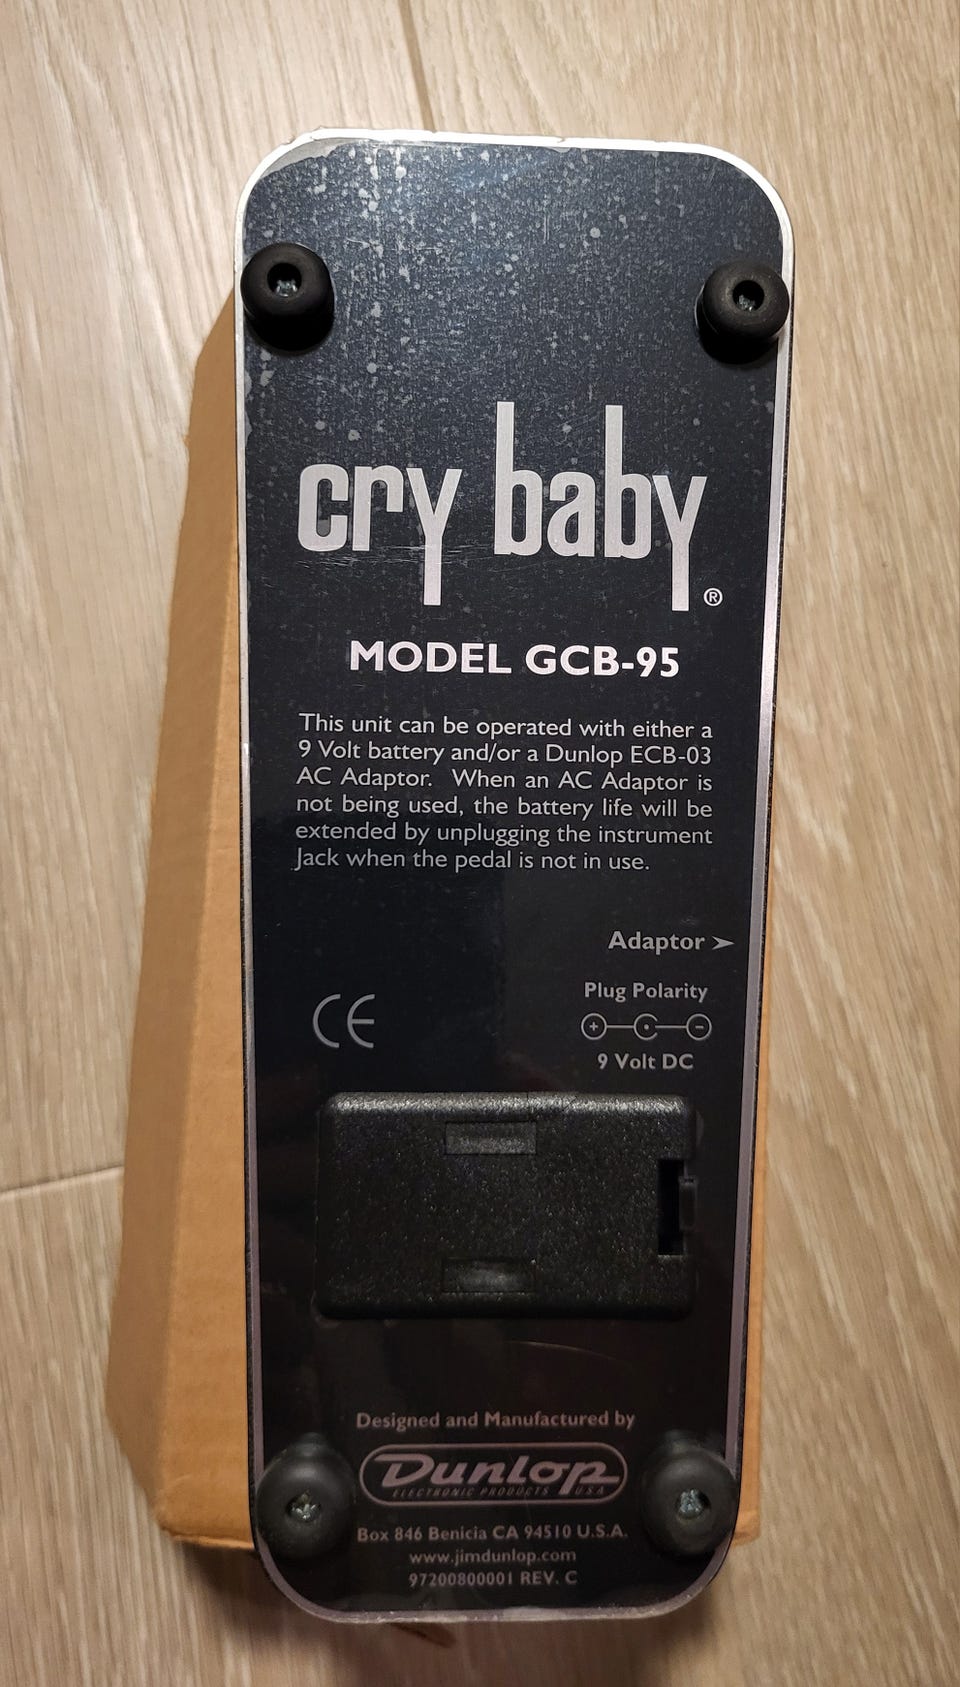 cry baby ®
MODEL GCB-95
This unit can be operated with either a
9 Volt battery and/or a Dunlop ECB-03
AC Adaptor. When an AC Adaptor is
not being used, the battery life will be
extended by unplugging the instrument
Jack when the pedal is not in use.
Adaptor ➤
Plug Polarity
+ -
CE
9 Volt DC
Designed and Manufactured by
Dunlop
ELECTRONIC PRODUCTS U.S.A
Box 846 Benicia CA 94510 U.S.A.
www.jimdunlop.com
97200800001 REV. C